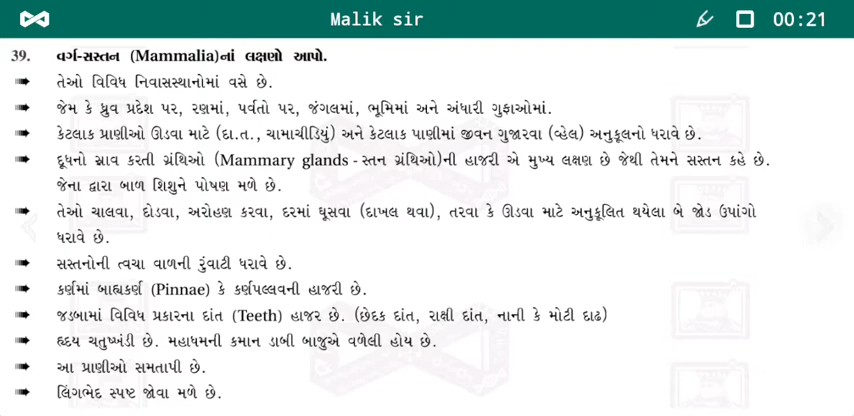 Malik sir
00:21
39. વર્ગ-સસ્તન (Mammalia)નાં લક્ષણો આપો.
➠ તેઓ વિવિધ નિવાસસ્થાનોમાં વસે છે.
➠ જેમ કે ધ્રુવ પ્રદેશ પર, રણમાં, પર્વતો પર, જંગલમાં, ભૂમિમાં અને અંધારી ગુફાઓમાં.
➠ કેટલાક પ્રાણીઓ ઊડવા માટે (દા.ત., ચામાચીડિયું) અને કેટલાક પાણીમાં જીવન ગુજારવા (વ્હેલ) અનુકૂલનો ધરાવે છે.
➠ દૂધનો સ્રાવ કરતી ગ્રંથિઓ (Mammary glands - સ્તન ગ્રંથિઓ)ની હાજરી એ મુખ્ય લક્ષણ છે જેથી તેમને સસ્તન કહે છે.
જેના દ્વારા બાળ શિશુને પોષણ મળે છે.
➠ તેઓ ચાલવા, દોડવા, અરોહણ કરવા, દરમાં ઘૂસવા (દાખલ થવા), તરવા કે ઊડવા માટે અનુકૂલિત થયેલા બે જોડ ઉપાંગો
ધરાવે છે.
➠ સસ્તનોની ત્વચા વાળની રુંવાટી ધરાવે છે.
➠ કર્ણમાં બાહ્યકર્ણ (Pinnae) કે કર્ણપલ્લવની હાજરી છે.
➠ જડબામાં વિવિધ પ્રકારના દાંત (Teeth) હાજર છે. (છેદક દાંત, રાક્ષી દાંત, નાની કે મોટી દાઢ)
➠ હૃદય ચતુષ્ખંડી છે. મહાધમની કમાન ડાબી બાજુએ વળેલી હોય છે.
➠ આ પ્રાણીઓ સમતાપી છે.
➠ લિંગભેદ સ્પષ્ટ જોવા મળે છે.